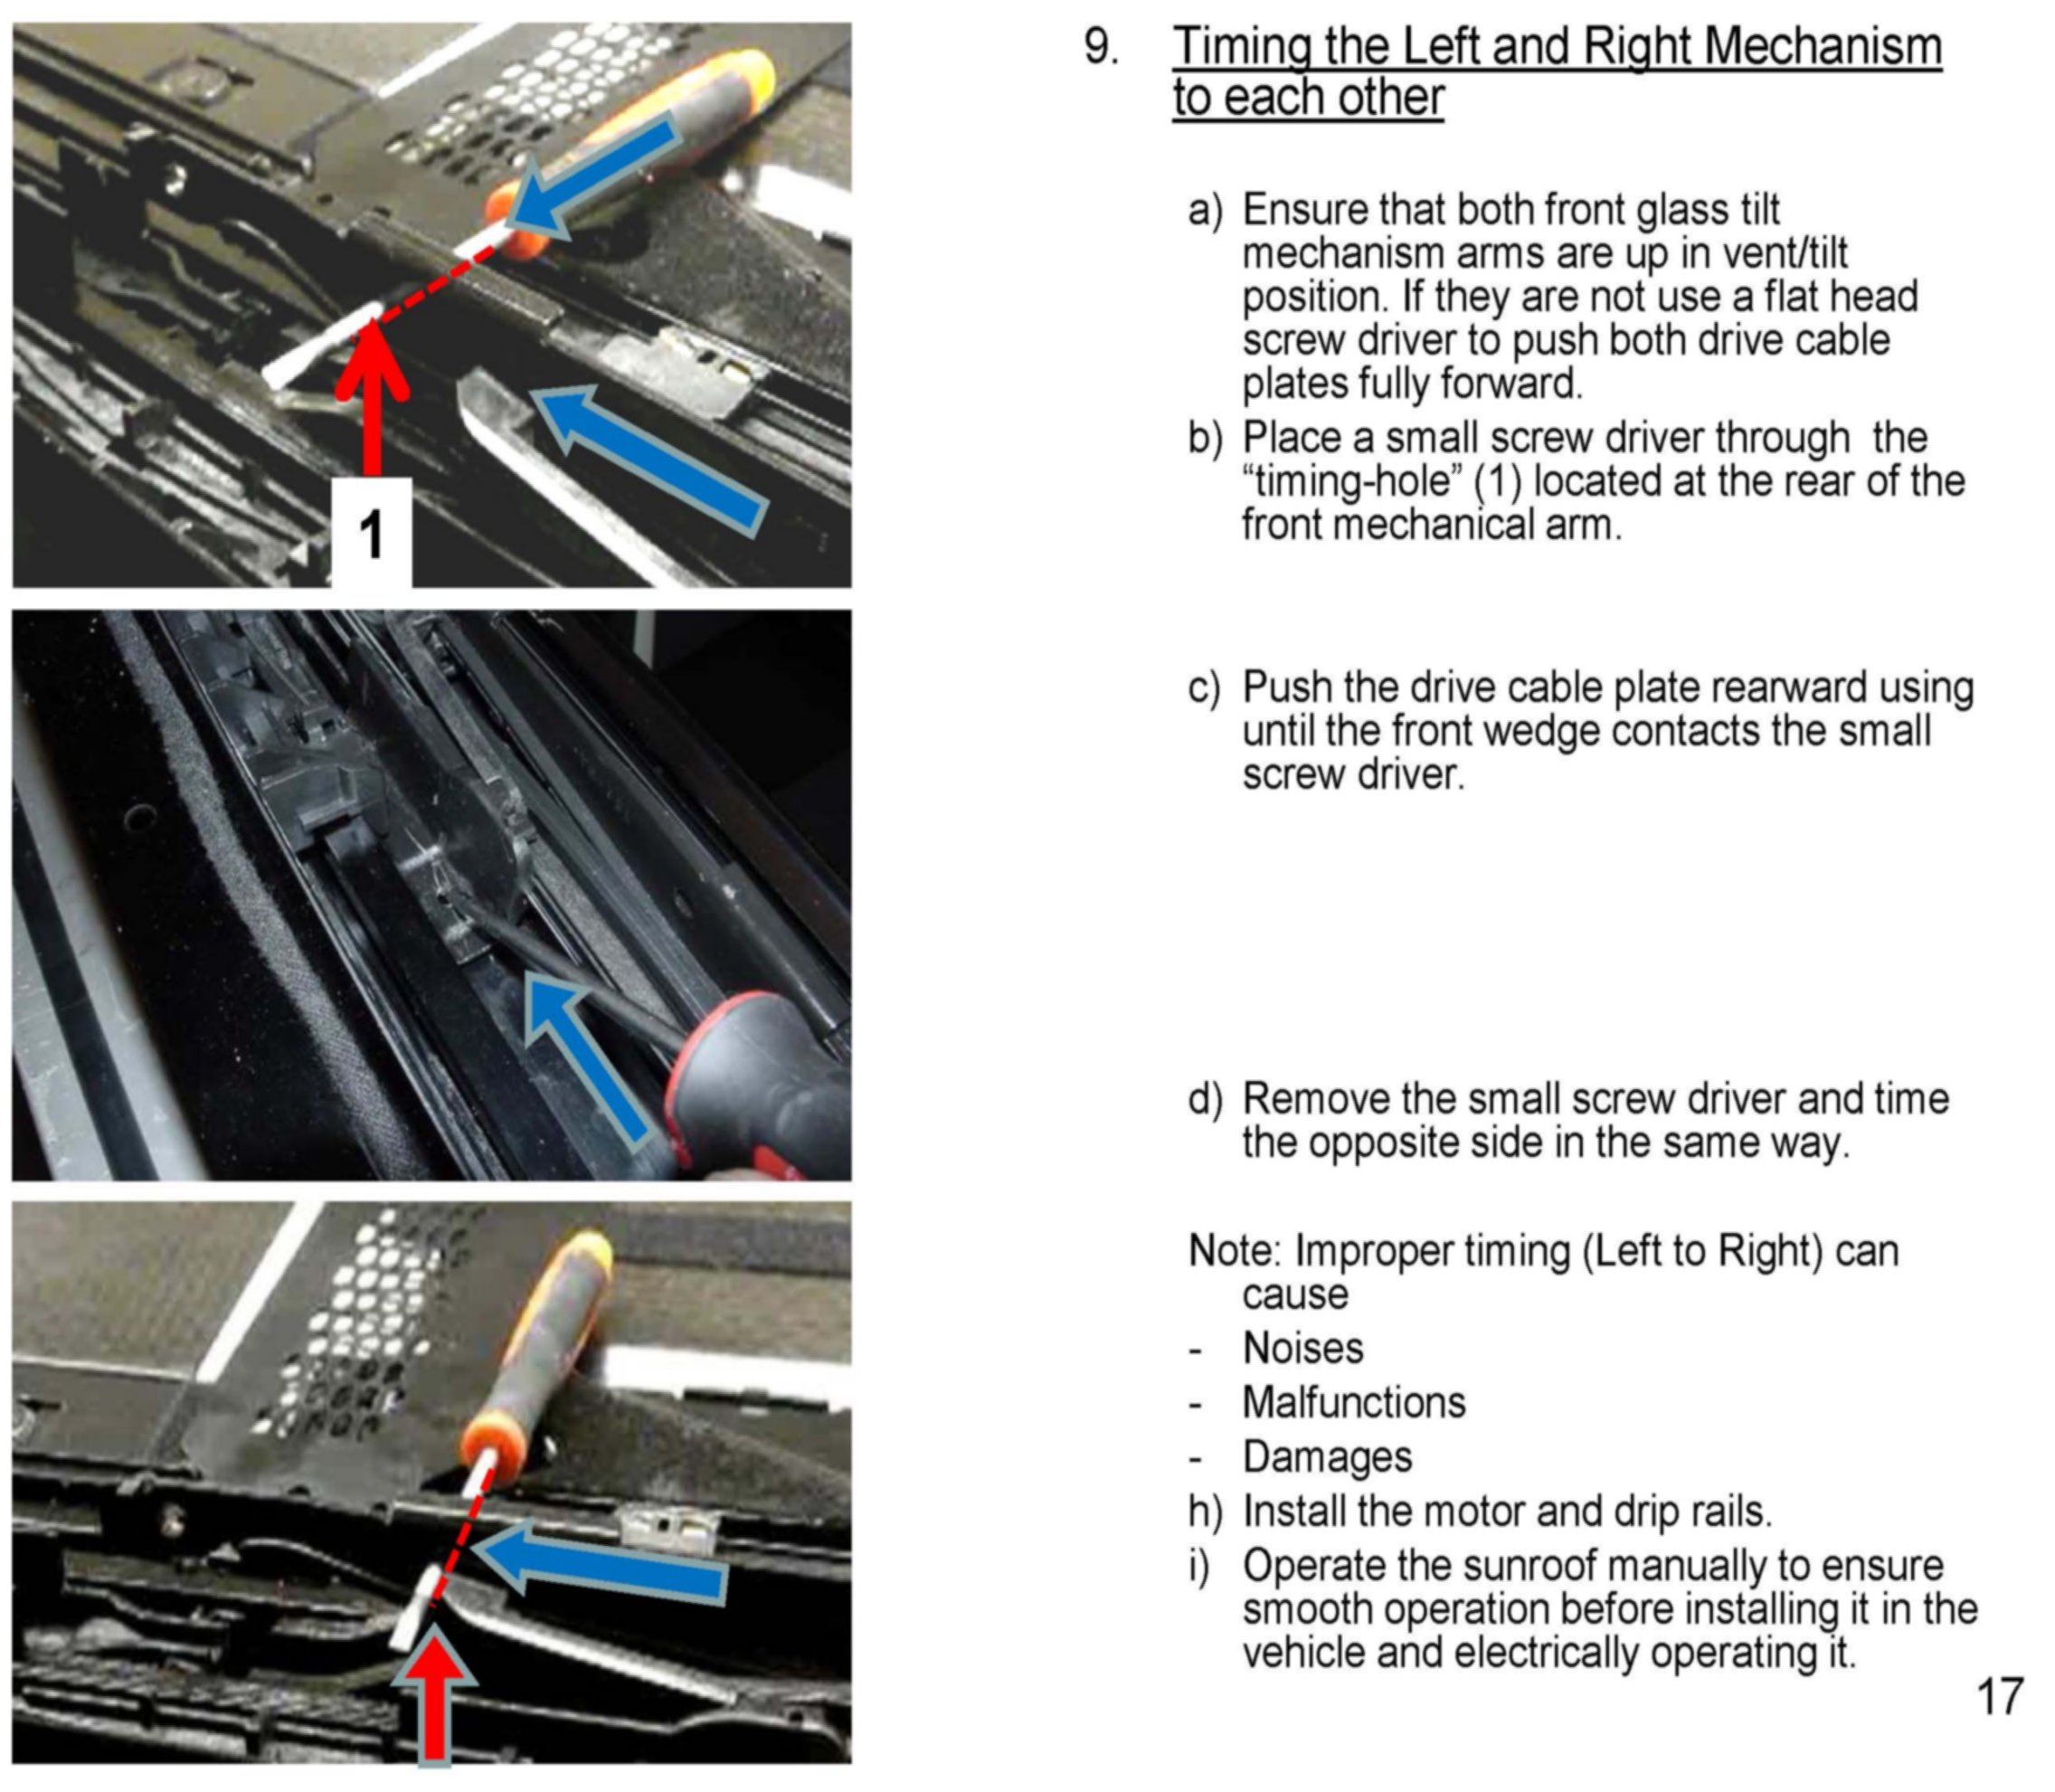 9. Timing the Left and Right Mechanism
to each other
a) Ensure that both front glass tilt
mechanism arms are up in vent/tilt
position. If they are not use a flat head
screw driver to push both drive cable
plates fully forward.
b) Place a small screw driver through the
“timing-hole” (1) located at the rear of the
front mechanical arm.
1
c) Push the drive cable plate rearward using
until the front wedge contacts the small
screw driver.
d) Remove the small screw driver and time
the opposite side in the same way.
Note: Improper timing (Left to Right) can
cause
- Noises
- Malfunctions
- Damages
h) Install the motor and drip rails.
i) Operate the sunroof manually to ensure
smooth operation before installing it in the
vehicle and electrically operating it.
17